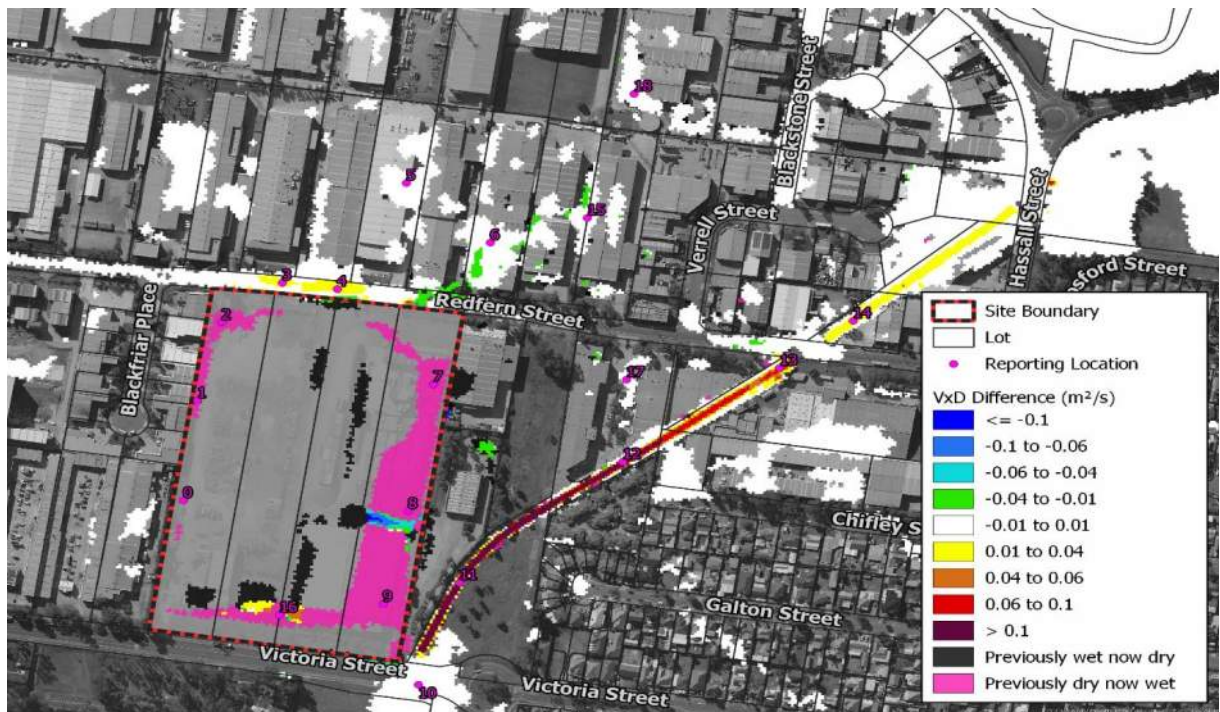 18
Blackstone Street
5
15
6
Verrell Street
Hassall Street
3
4
Redfern Street
2
Blackfriar Place
14
1
7
17
13
12
0
8
Chifley S
11
Galton Street
9
16
Victoria Street
10
Victoria Street
sford Street
Site Boundary
Lot
Reporting Location
VxD Difference (m²/s)
<= -0.1
-0.1 to -0.06
-0.06 to -0.04
-0.04 to -0.01
-0.01 to 0.01
0.01 to 0.04
0.04 to 0.06
0.06 to 0.1
> 0.1
Previously wet now dry
Previously dry now wet